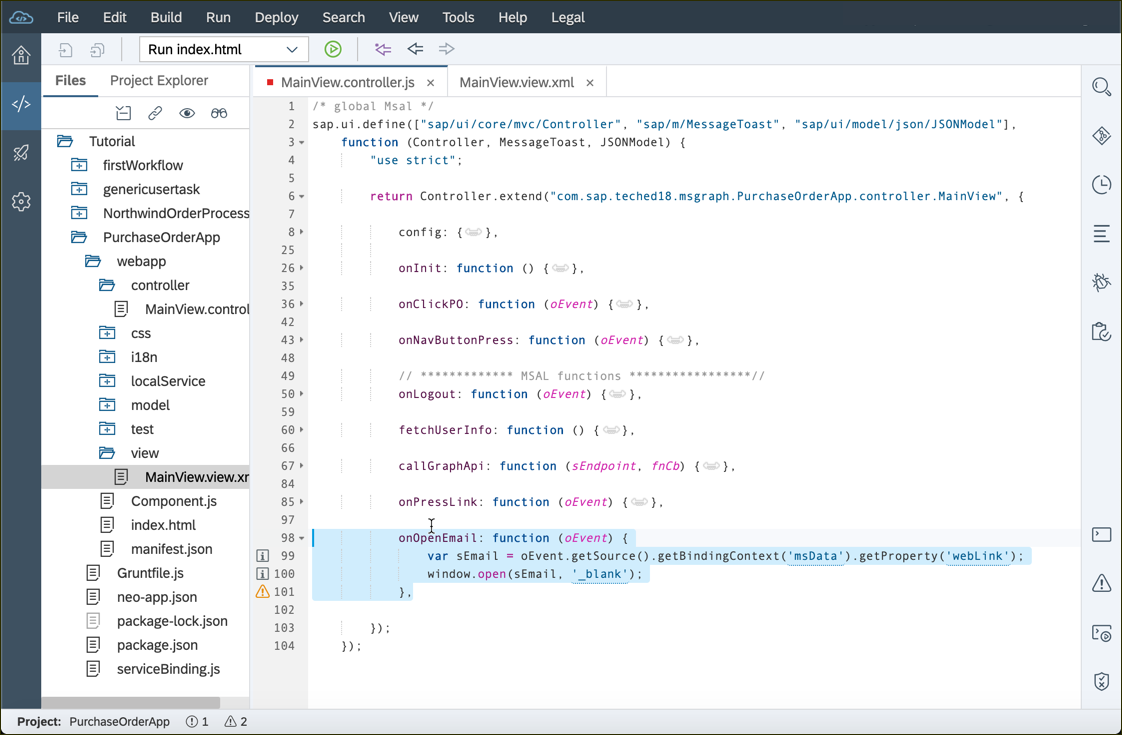 File Edit Build Run Deploy Search View Tools Help Legal
Run index.html
Files Project Explorer
MainView.controller.js × MainView.view.xml ×
Tutorial
firstWorkflow
genericusertask
NorthwindOrderProcess
PurchaseOrderApp
webapp
controller
MainView.control
css
i18n
localService
model
test
view
MainView.view.xr
Component.js
index.html
manifest.json
Gruntfile.js
neo-app.json
package-lock.json
package.json
serviceBinding.js
1 /* global Msal */
2 sap.ui.define(["sap/ui/core/mvc/Controller", "sap/m/MessageToast", "sap/ui/model/json/JSONModel"],
3 function (Controller, MessageToast, JSONModel) {
4 "use strict";
5
6 return Controller.extend("com.sap.teched18.msgraph.PurchaseOrderApp.controller.MainView", {
7
8 config: {},
25
26 onInit: function () {},
35
36 onClickPO: function (oEvent) {},
42
43 onNavButtonPress: function (oEvent) {},
48
49 // ************* MSAL functions *****************//
50 onLogout: function (oEvent) {},
59
60 fetchUserInfo: function () {},
66
67 callGraphApi: function (sEndpoint, fnCb) {},
84
85 onPressLink: function (oEvent) {},
97
98 onOpenEmail: function (oEvent) {
99 var sEmail = oEvent.getSource().getBindingContext('msData').getProperty('webLink');
100 window.open(sEmail, '_blank');
101 },
102
103 });
104 });
Project: PurchaseOrderApp 1 2